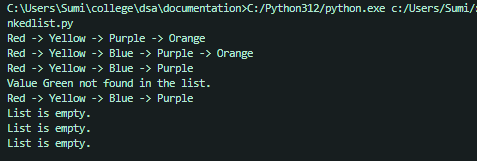 C:\Users\Sumi\college\dsa\documentation>C:/Python312/python.exe c:/Users/Sumi/
nkedlist.py
Red -> Yellow -> Purple -> Orange
Red -> Yellow -> Blue -> Purple -> Orange
Red -> Yellow -> Blue -> Purple
Value Green not found in the list.
Red -> Yellow -> Blue -> Purple
List is empty.
List is empty.
List is empty.